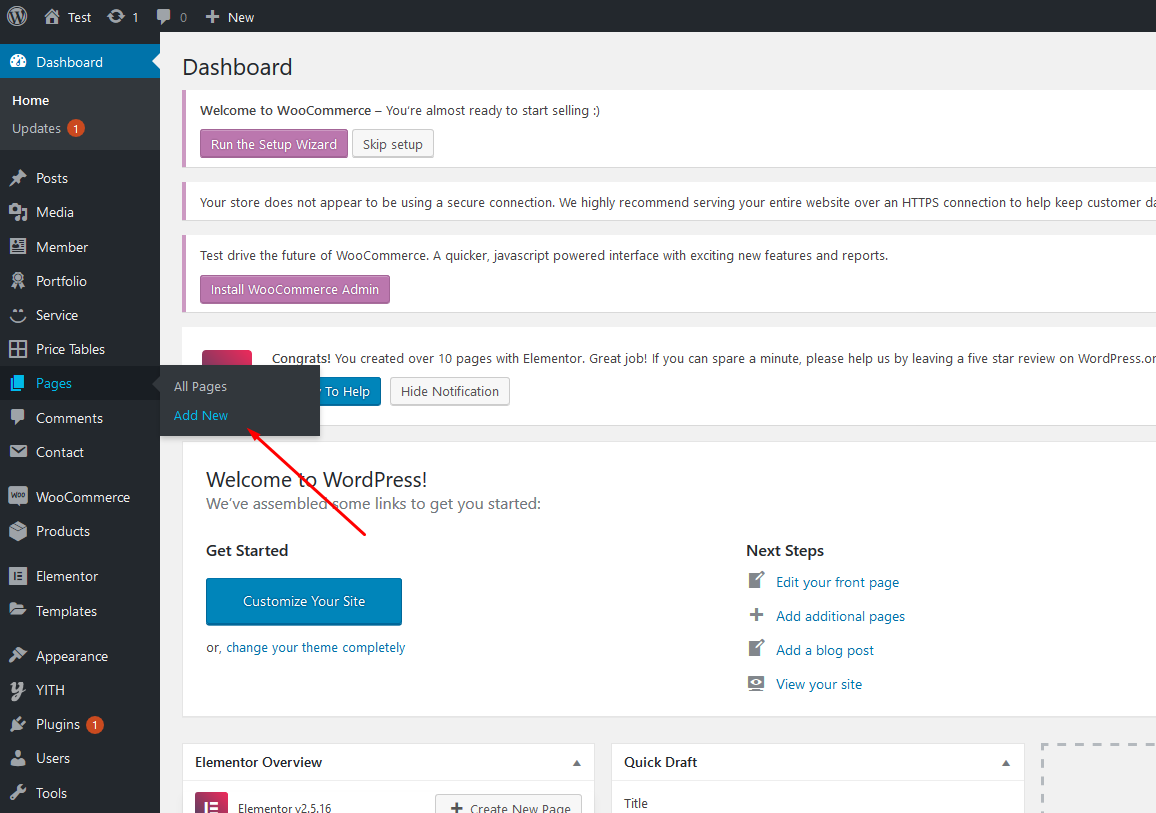 Test 1 0 New
Dashboard
Home
Updates 1
Posts
Media
Member
Portfolio
Service
Price Tables
Pages
All Pages
Add New
Comments
Contact
WOO WooCommerce
Products
Elementor
Templates
Appearance
YITH
Plugins 1
Users
Tools
Dashboard
Welcome to WooCommerce – You're almost ready to start selling :)
Run the Setup Wizard Skip setup
Your store does not appear to be using a secure connection. We highly recommend serving your entire website over an HTTPS connection to help keep customer da
Test drive the future of WooCommerce. A quicker, javascript powered interface with exciting new features and reports.
Install WooCommerce Admin
Congrats! You created over 10 pages with Elementor. Great job! If you can spare a minute, please help us by leaving a five star review on WordPress.or
To Help Hide Notification
Welcome to WordPress!
We've assembled some links to get you started:
Get Started
Customize Your Site
or, change your theme completely
Next Steps
Edit your front page
Add additional pages
Add a blog post
View your site
Elementor Overview
Elementor v2.5.16 Create New Page
Quick Draft
Title